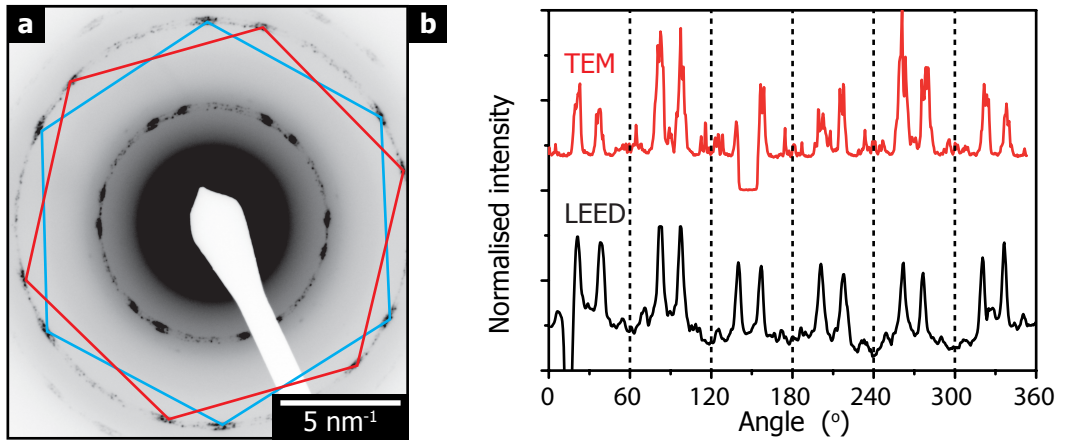 a
5 nm⁻¹
b
TEM
LEED
Normalised intensity
0 60 120 180 240 300 360
Angle (º)